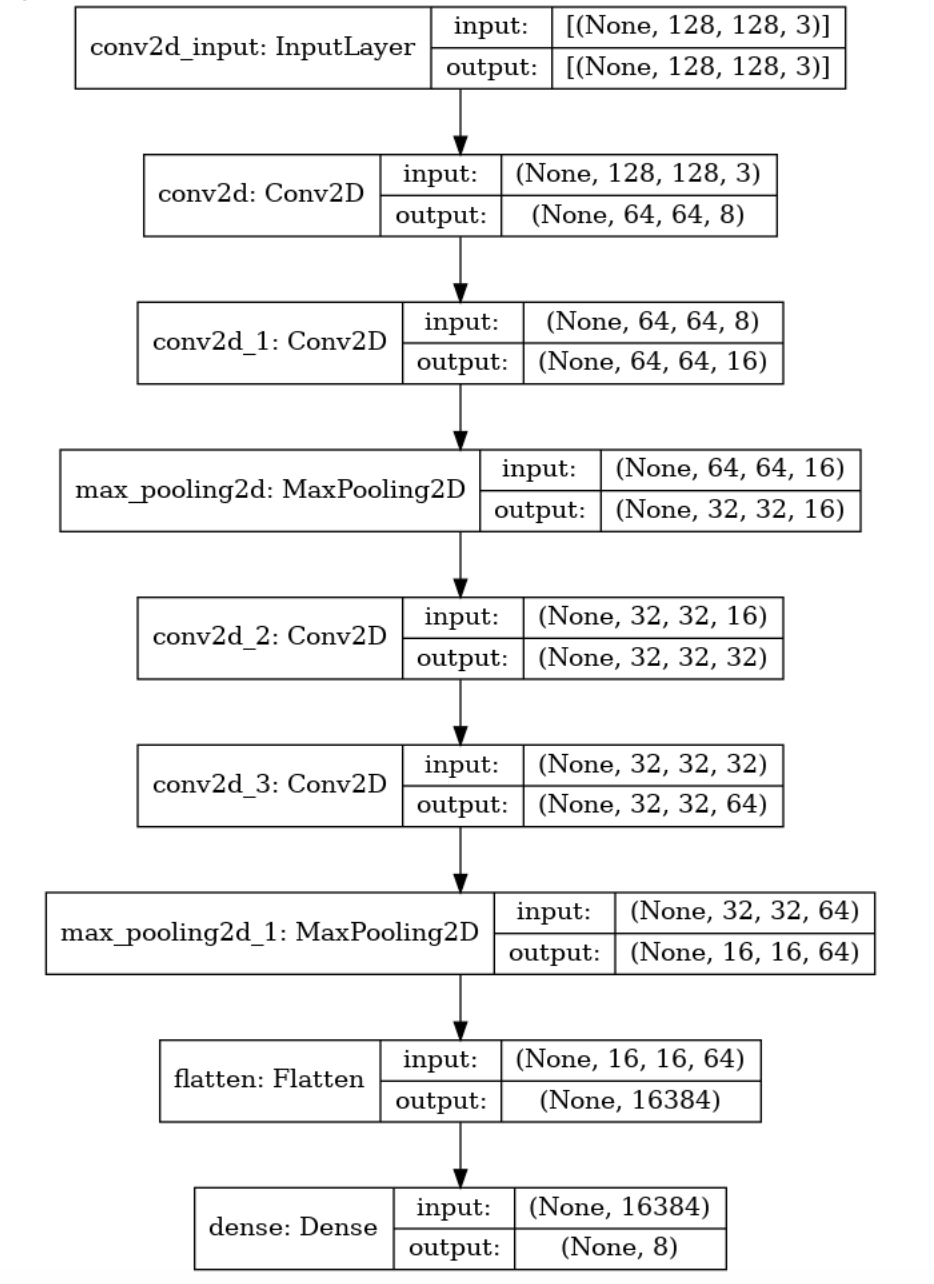 conv2d_input: InputLayer
input: [(None, 128, 128, 3)]
output: [(None, 128, 128, 3)]
conv2d: Conv2D
input: (None, 128, 128, 3)
output: (None, 64, 64, 8)
conv2d_1: Conv2D
input: (None, 64, 64, 8)
output: (None, 64, 64, 16)
max_pooling2d: MaxPooling2D
input: (None, 64, 64, 16)
output: (None, 32, 32, 16)
conv2d_2: Conv2D
input: (None, 32, 32, 16)
output: (None, 32, 32, 32)
conv2d_3: Conv2D
input: (None, 32, 32, 32)
output: (None, 32, 32, 64)
max_pooling2d_1: MaxPooling2D
input: (None, 32, 32, 64)
output: (None, 16, 16, 64)
flatten: Flatten
input: (None, 16, 16, 64)
output: (None, 16384)
dense: Dense
input: (None, 16384)
output: (None, 8)